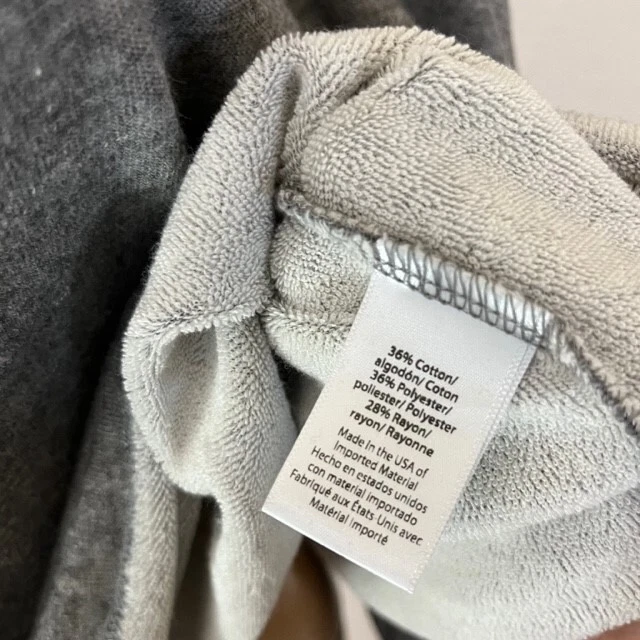 36% Cotton/
algodón/ Coton
36% Polyester/
poliester/ Polyester
28% Rayon/
rayon/ Rayonne
Made in the USA of
Imported Material
Hecho en estados unidos
con material importado
Fabriqué aux États Unis avec
Matérial importé